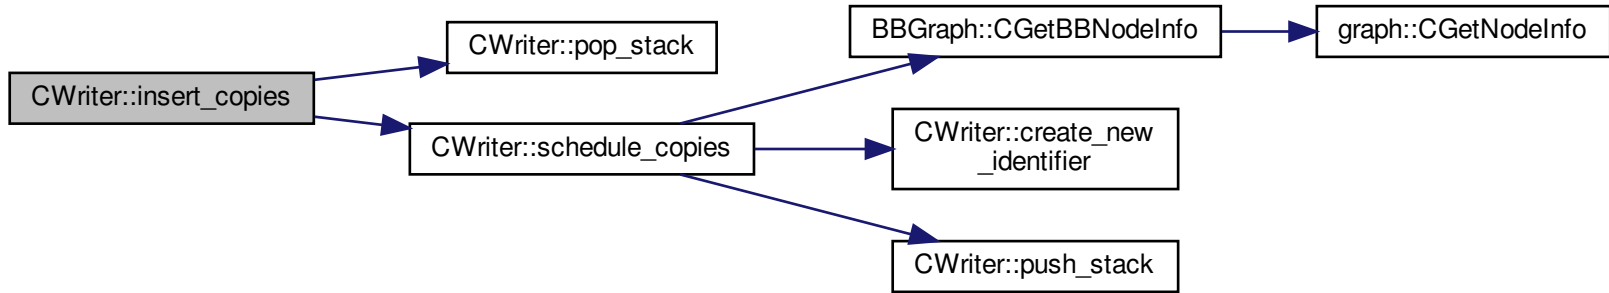 CWriter::insert_copies
CWriter::pop_stack
CWriter::schedule_copies
BBGraph::CGetBBNodeInfo
graph::CGetNodeInfo
CWriter::create_new
_identifier
CWriter::push_stack